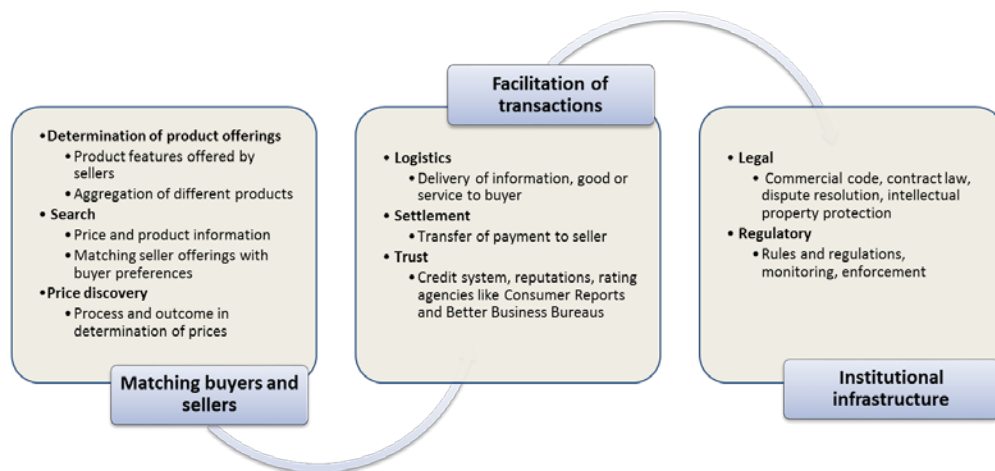 •Determination of product offerings
•Product features offered by
sellers
•Aggregation of different products
•Search
•Price and product information
•Matching seller offerings with
buyer preferences
•Price discovery
•Process and outcome in
determination of prices
Matching buyers and
sellers
Facilitation of
transactions
•Logistics
•Delivery of information, good or
service to buyer
•Settlement
•Transfer of payment to seller
•Trust
•Credit system, reputations, rating
agencies like Consumer Reports
and Better Business Bureaus
•Legal
•Commercial code, contract law,
dispute resolution, intellectual
property protection
•Regulatory
•Rules and regulations,
monitoring, enforcement
Institutional
infrastructure